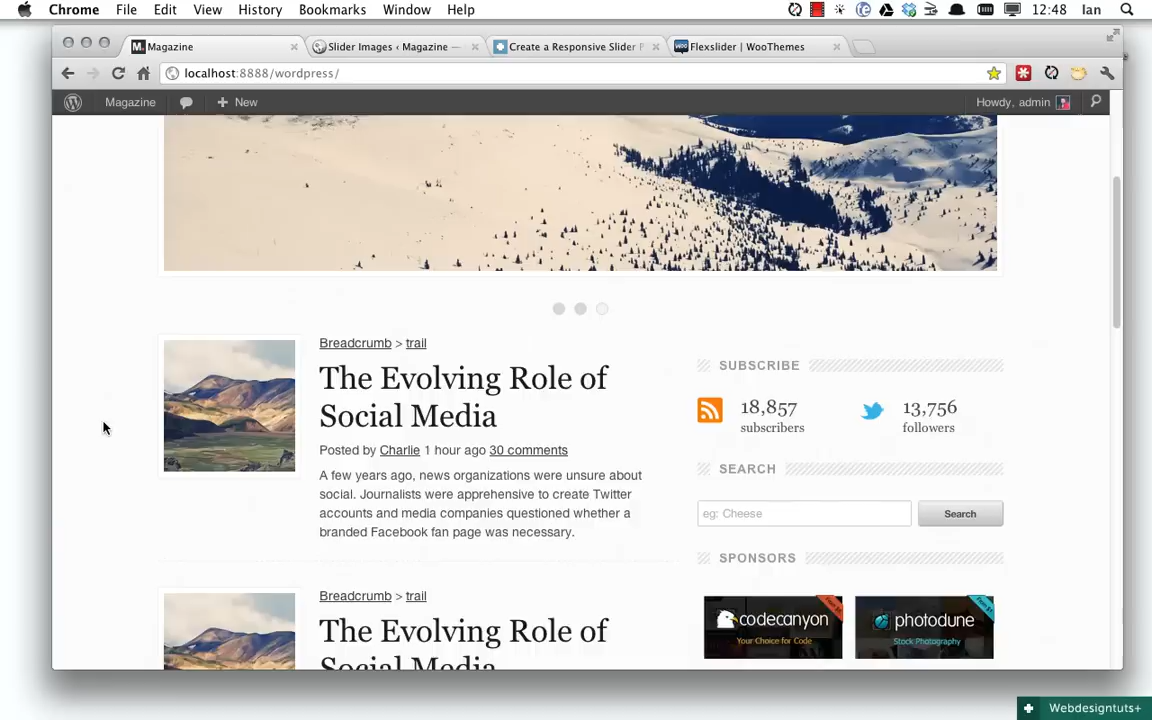 Chrome File Edit View History Bookmarks Window Help 12:48 Ian
M. Magazine Slider Images ‹ Magazine — Create a Responsive Slider P Flexslider | WooThemes
localhost:8888/wordpress/
Magazine + New Howdy, admin
Breadcrumb > trail
The Evolving Role of
Social Media
Posted by Charlie 1 hour ago 30 comments
A few years ago, news organizations were unsure about
social. Journalists were apprehensive to create Twitter
accounts and media companies questioned whether a
branded Facebook fan page was necessary.
SUBSCRIBE
18,857 13,756
subscribers followers
SEARCH
eg: Cheese Search
SPONSORS
codecanyon photodune
Your Choice for Code Stock Photography
Breadcrumb > trail
The Evolving Role of
Social Media
Webdesigntuts+